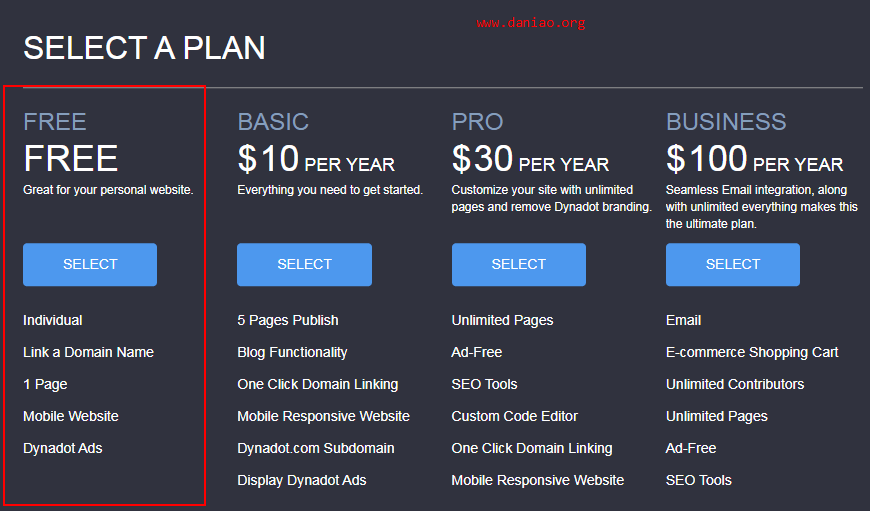 www.daniao.org
SELECT A PLAN
FREE
FREE
Great for your personal website.
SELECT
Individual
Link a Domain Name
1 Page
Mobile Website
Dynadot Ads
BASIC
$10 PER YEAR
Everything you need to get started.
SELECT
5 Pages Publish
Blog Functionality
One Click Domain Linking
Mobile Responsive Website
Dynadot.com Subdomain
Display Dynadot Ads
PRO
$30 PER YEAR
Customize your site with unlimited
pages and remove Dynadot branding.
SELECT
Unlimited Pages
Ad-Free
SEO Tools
Custom Code Editor
One Click Domain Linking
Mobile Responsive Website
BUSINESS
$100 PER YEAR
Seamless Email integration, along
with unlimited everything makes this
the ultimate plan.
SELECT
Email
E-commerce Shopping Cart
Unlimited Contributors
Unlimited Pages
Ad-Free
SEO Tools